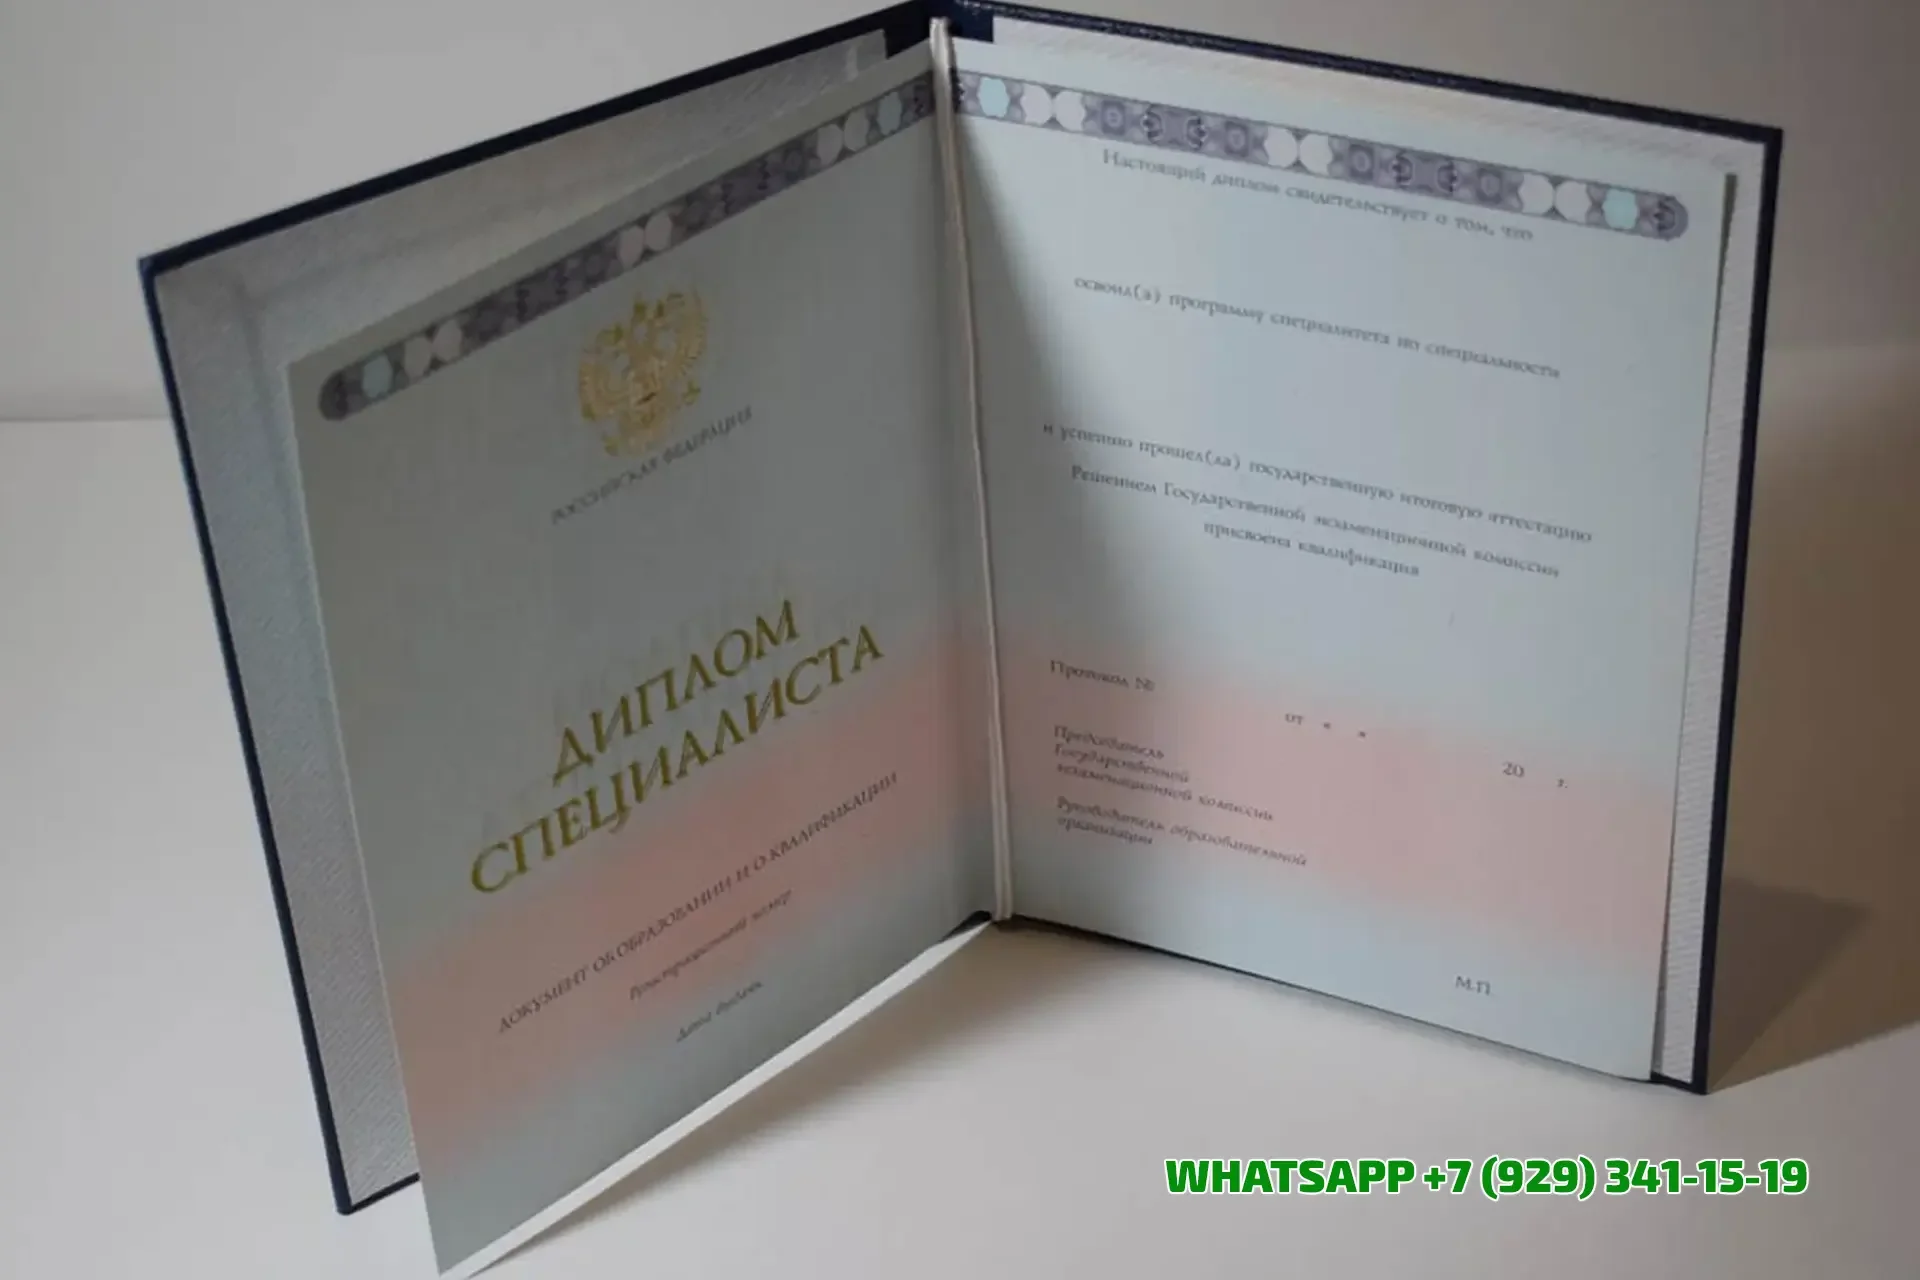 РОССИЙСКАЯ ФЕДЕРАЦИЯ
ДИПЛОМ
СПЕЦИАЛИСТА
ДОКУМЕНТ ОБ ОБРАЗОВАНИИ И О КВАЛИФИКАЦИИ
Регистрационный номер
Дата выдачи
Настоящий диплом свидетельствует о том, что
освоил(а) программу специалитета по специальности
и успешно прошел(ла) государственную итоговую аттестацию
Решением Государственной экзаменационной комиссии
присвоена квалификация
Протокол №
от « » 20 г.
Председатель
Государственной
экзаменационной комиссии
Руководитель образовательной
организации
М.П.
WHATSAPP +7 (929) 341-15-19